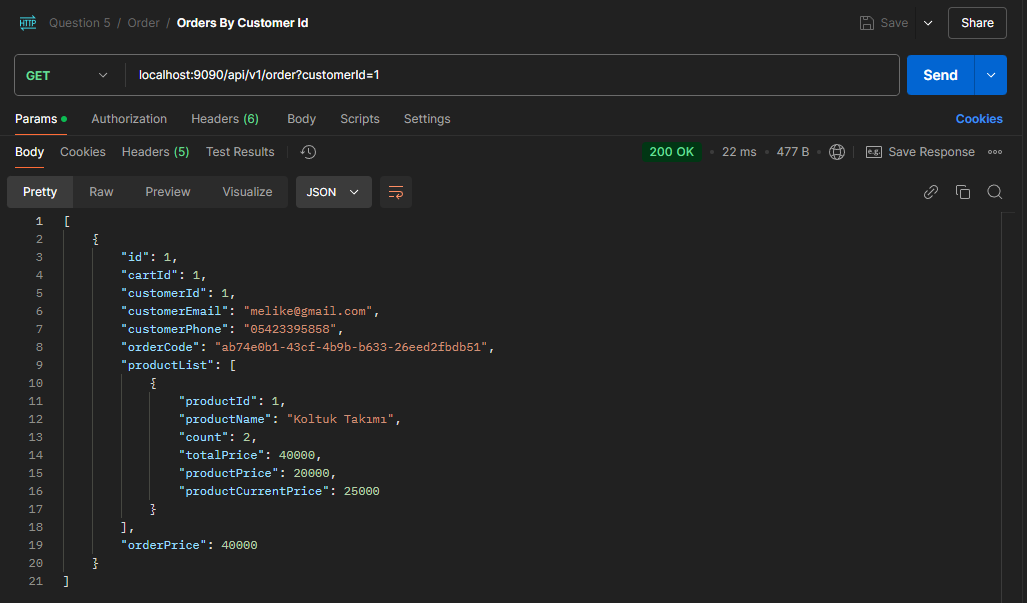 HTTP Question 5 / Order / Orders By Customer Id Save Share
GET localhost:9090/api/v1/order?customerId=1 Send
Params Authorization Headers (6) Body Scripts Settings Cookies
Body Cookies Headers (5) Test Results 200 OK • 22 ms • 477 B • e.g. Save Response
Pretty Raw Preview Visualize JSON
1 [
2 {
3 "id": 1,
4 "cartId": 1,
5 "customerId": 1,
6 "customerEmail": "melike@gmail.com",
7 "customerPhone": "05423395858",
8 "orderCode": "ab74e0b1-43cf-4b9b-b633-26eed2fbdb51",
9 "productList": [
10 {
11 "productId": 1,
12 "productName": "Koltuk Takımı",
13 "count": 2,
14 "totalPrice": 40000,
15 "productPrice": 20000,
16 "productCurrentPrice": 25000
17 }
18 ],
19 "orderPrice": 40000
20 }
21 ]